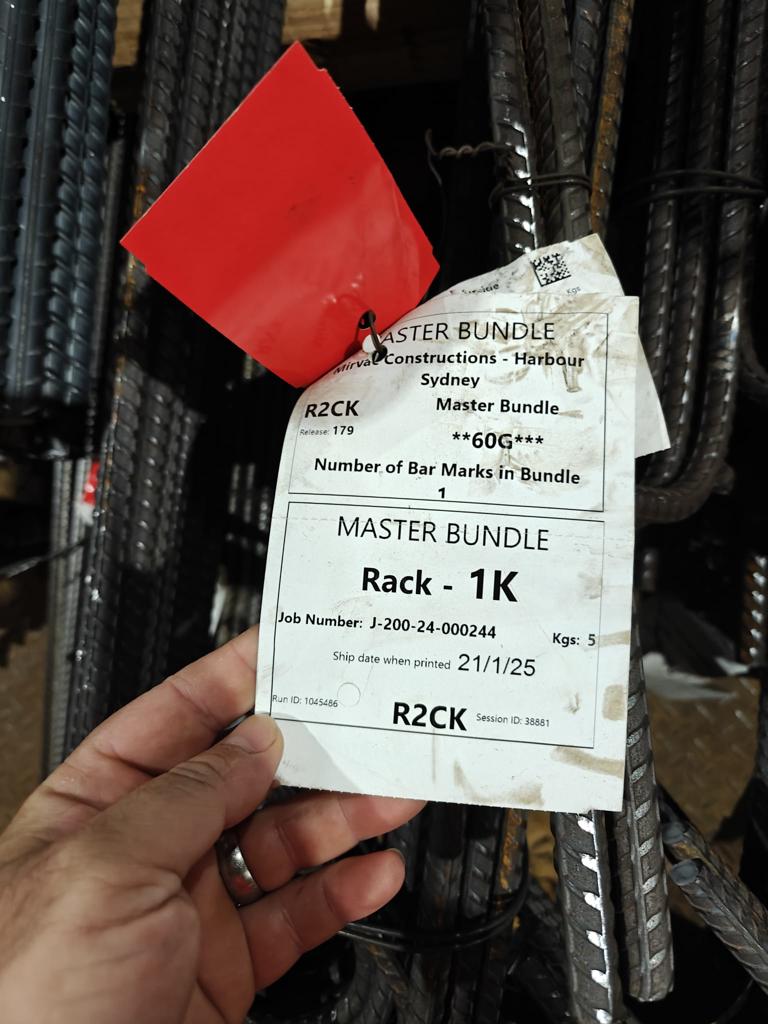 Kgs
MASTER BUNDLE
Mirvac Constructions - Harbour
Sydney
R2CK Master Bundle
Release: 179
**60G***
Number of Bar Marks in Bundle
1
MASTER BUNDLE
Rack - 1K
Job Number: J-200-24-000244 Kgs: 5
Ship date when printed 21/1/25
Run ID: 1045486
R2CK Session ID: 38881